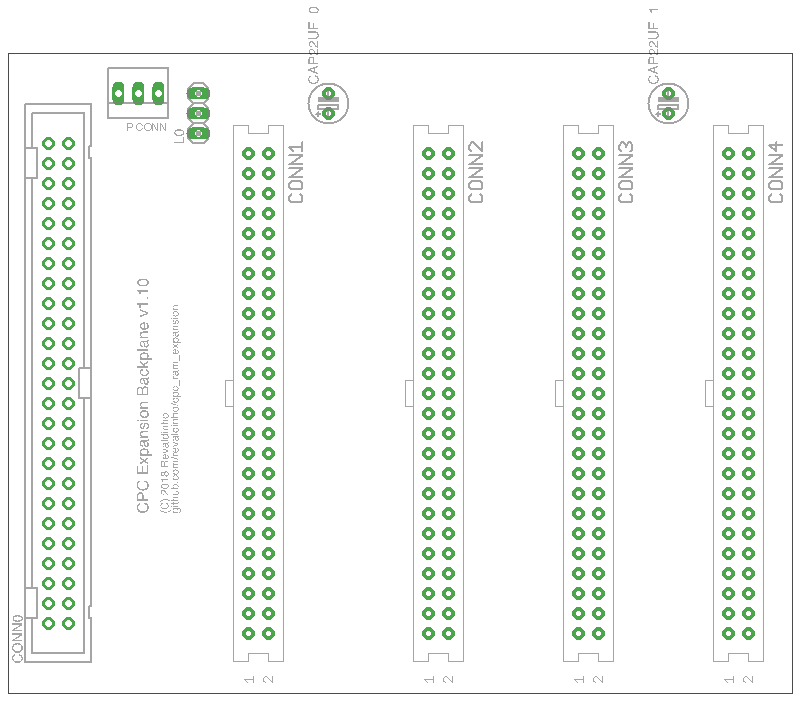 CAP22UF 0
CAP22UF 1
PCONN
L0
CONN1
CONN2
CONN3
CONN4
CPC Expansion Backplane v1.10
(C) 2018 Revaldinho
github.com/revaldinho/cpc_ram_expansion
CONN0
1 2
1 2
1 2
1 2